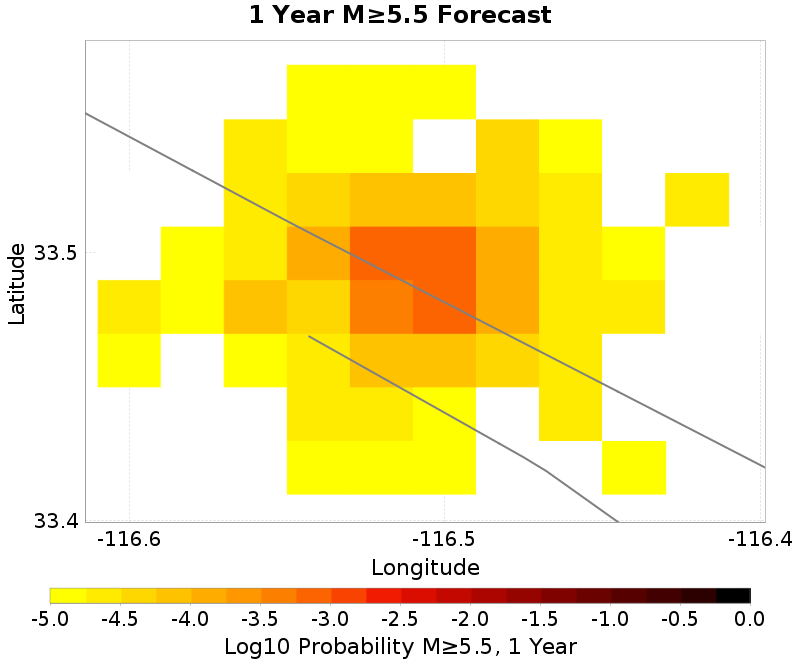 1 Year M≥5.5 Forecast
Latitude
33.5
33.4
-116.6 -116.5 -116.4
Longitude
-5.0 -4.5 -4.0 -3.5 -3.0 -2.5 -2.0 -1.5 -1.0 -0.5 0.0
Log10 Probability M≥5.5, 1 Year